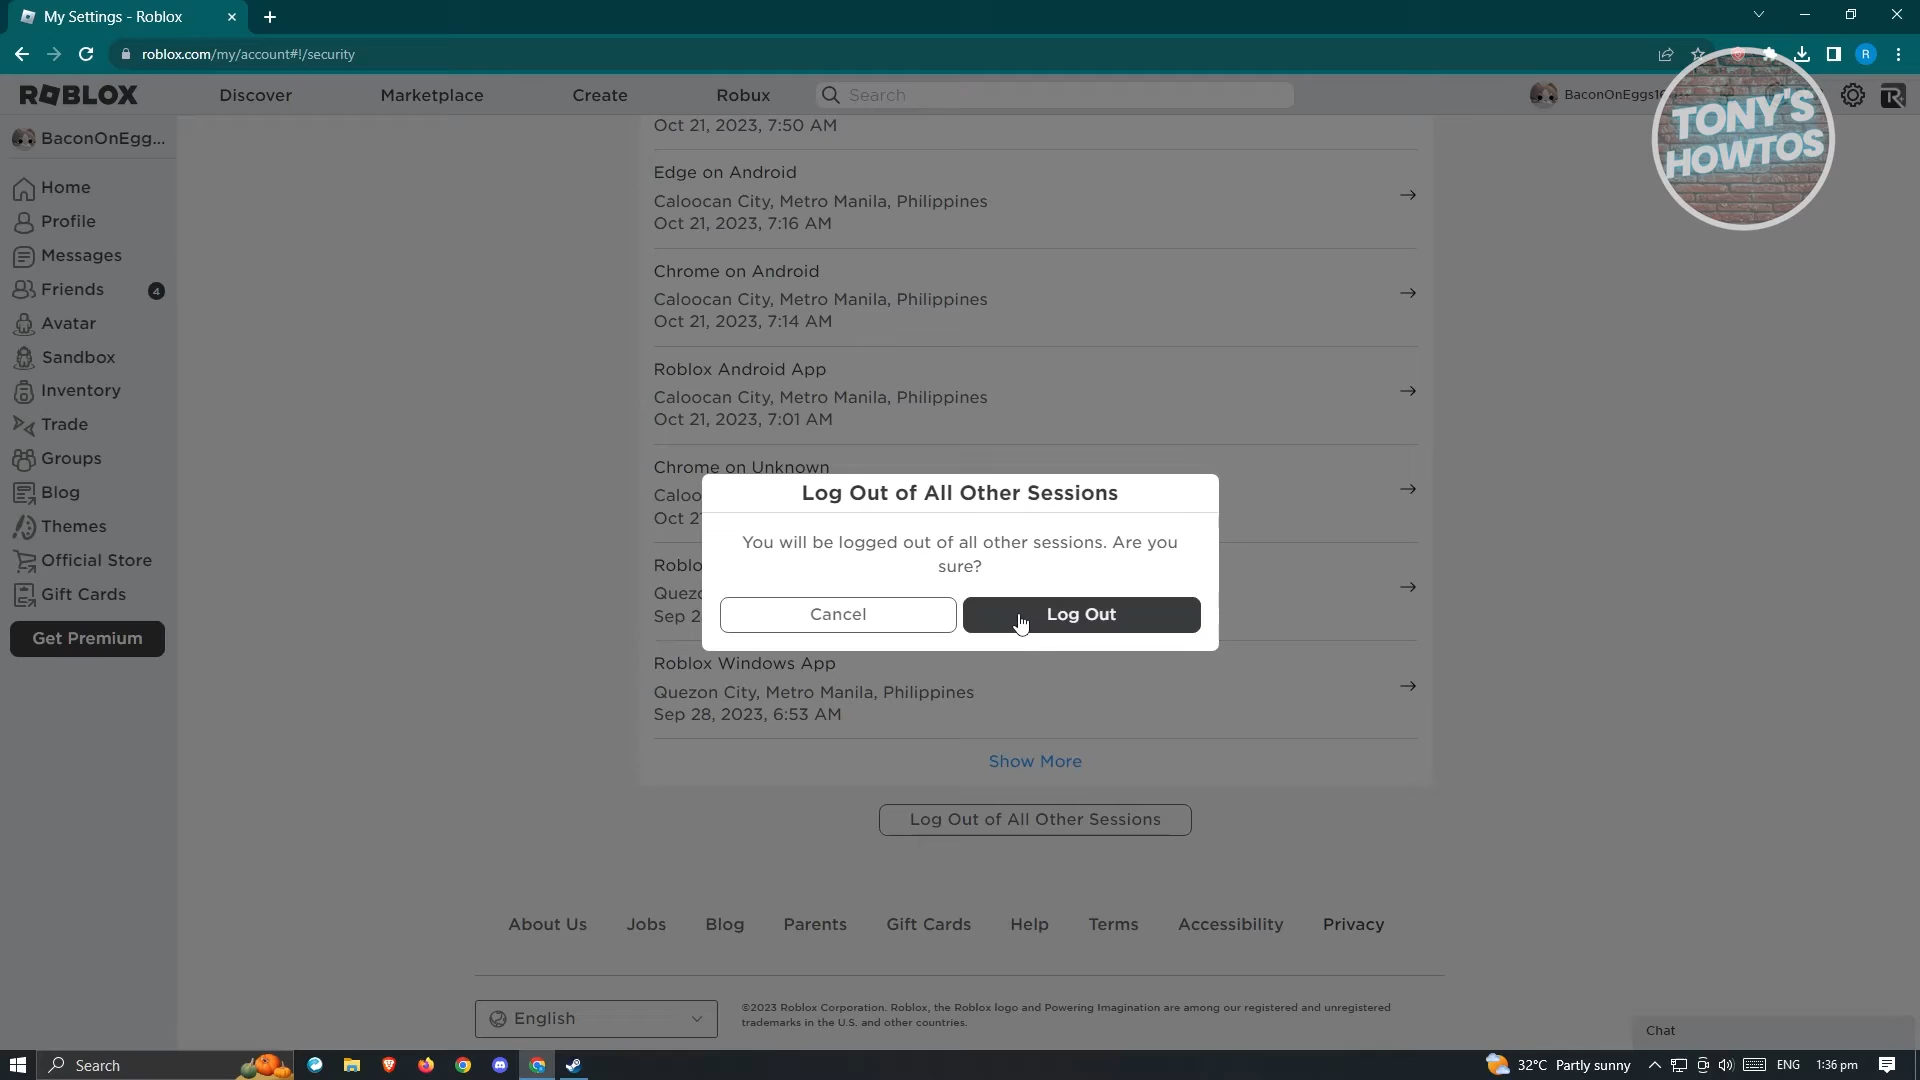 My Settings - Roblox
roblox.com/my/account#!/security
R
ROBLOX
Discover
Marketplace
Create
Robux
Search
TONY'S
HOWTOS
BaconOnEgg...
Home
Profile
Messages
Friends
4
Avatar
Sandbox
Inventory
Trade
Groups
Blog
Themes
Official Store
Gift Cards
Get Premium
Oct 21, 2023, 7:50 AM
Edge on Android
Caloocan City, Metro Manila, Philippines
Oct 21, 2023, 7:16 AM
Chrome on Android
Caloocan City, Metro Manila, Philippines
Oct 21, 2023, 7:14 AM
Roblox Android App
Caloocan City, Metro Manila, Philippines
Oct 21, 2023, 7:01 AM
Chrome on Unknown
Caloo
Oct 2
Roblo
Quez
Sep 2
Log Out of All Other Sessions
You will be logged out of all other sessions. Are you
sure?
Cancel
Log Out
Roblox Windows App
Quezon City, Metro Manila, Philippines
Sep 28, 2023, 6:53 AM
Show More
Log Out of All Other Sessions
About Us Jobs Blog Parents Gift Cards Help Terms Accessibility Privacy
English
©2023 Roblox Corporation. Roblox, the Roblox logo and Powering Imagination are among our registered and unregistered
trademarks in the U.S. and other countries.
Chat
Search
32°C Partly sunny
ENG
1:36 pm